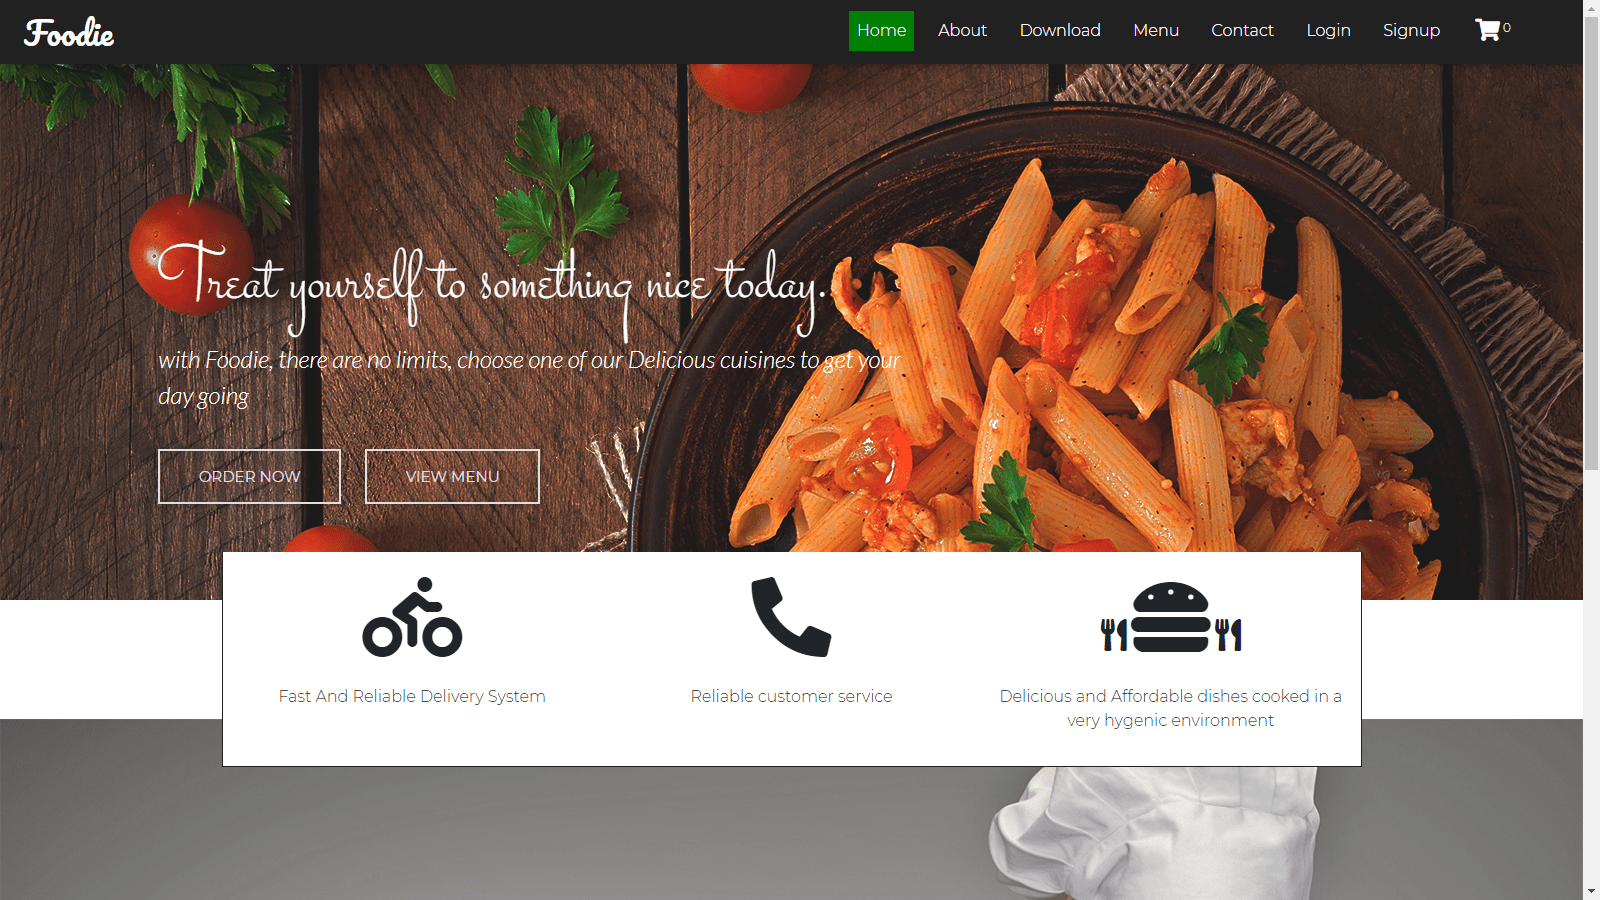 Foodie
Home About Download Menu Contact Login Signup 0
Treat yourself to something nice today.
with Foodie, there are no limits, choose one of our Delicious cuisines to get your
day going
ORDER NOW VIEW MENU
Fast And Reliable Delivery System
Reliable customer service
Delicious and Affordable dishes cooked in a
very hygenic environment